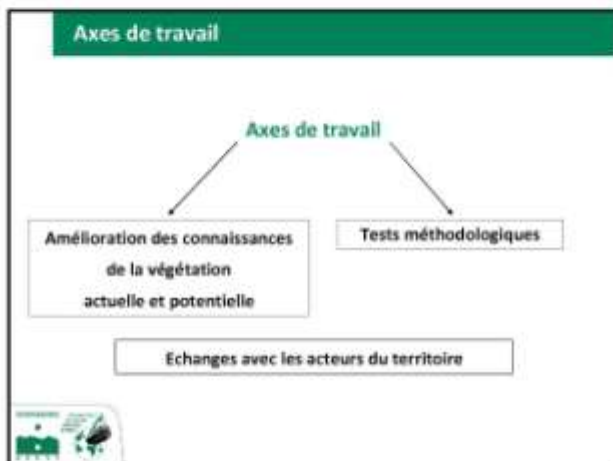 Axes de travail
Axes de travail
Amélioration des connaissances
de la végétation
actuelle et potentielle
Tests méthodologiques
Echanges avec les acteurs du territoire